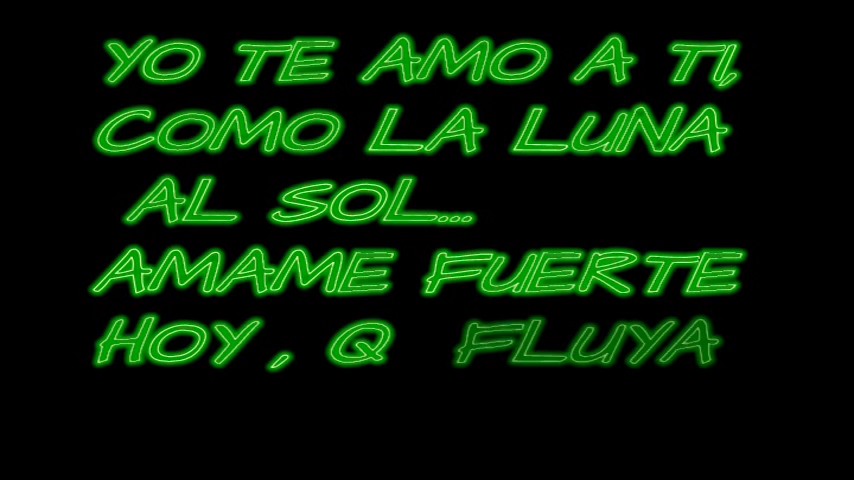 YO TE AMO A TI,
COMO LA LUNA
AL SOL...
AMAME FUERTE
HOY, Q FLUYA